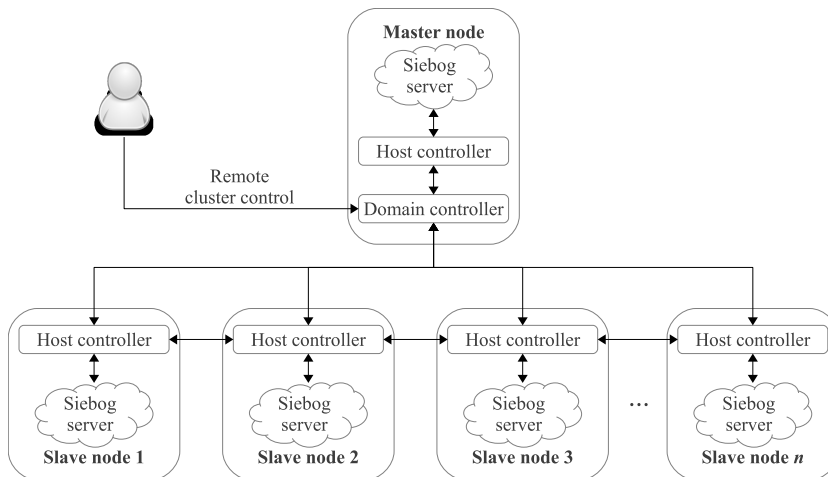 Master node
Siebog
server
Host controller
Remote
cluster control
Domain controller
Host controller
Host controller
Host controller
Host controller
Siebog
server
Siebog
server
Siebog
server
...
Siebog
server
Slave node 1
Slave node 2
Slave node 3
Slave node n